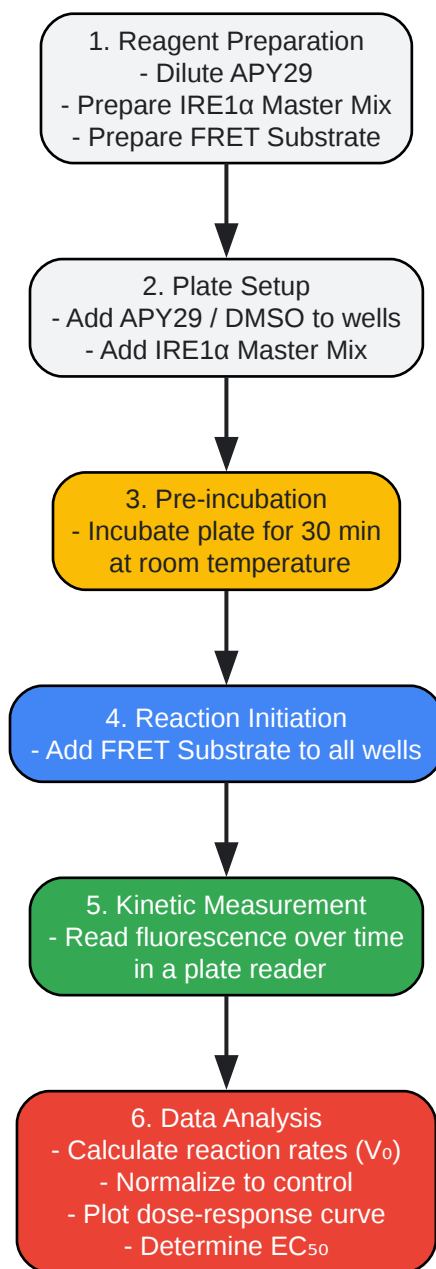 1. Reagent Preparation
- Dilute APY29
- Prepare IRE1α Master Mix
- Prepare FRET Substrate
2. Plate Setup
- Add APY29 / DMSO to wells
- Add IRE1α Master Mix
3. Pre-incubation
- Incubate plate for 30 min
at room temperature
4. Reaction Initiation
- Add FRET Substrate to all wells
5. Kinetic Measurement
- Read fluorescence over time
in a plate reader
6. Data Analysis
- Calculate reaction rates (V₀)
- Normalize to control
- Plot dose-response curve
- Determine EC₅₀